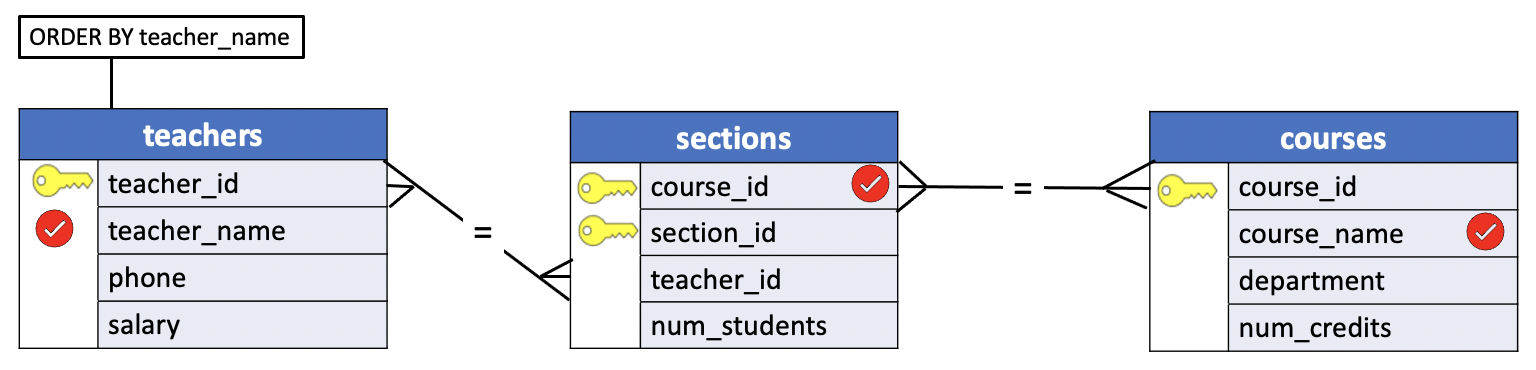 ORDER BY teacher_name
teachers
teacher_id
teacher_name
phone
salary
=
sections
course_id
section_id
teacher_id
num_students
=
courses
course_id
course_name
department
num_credits